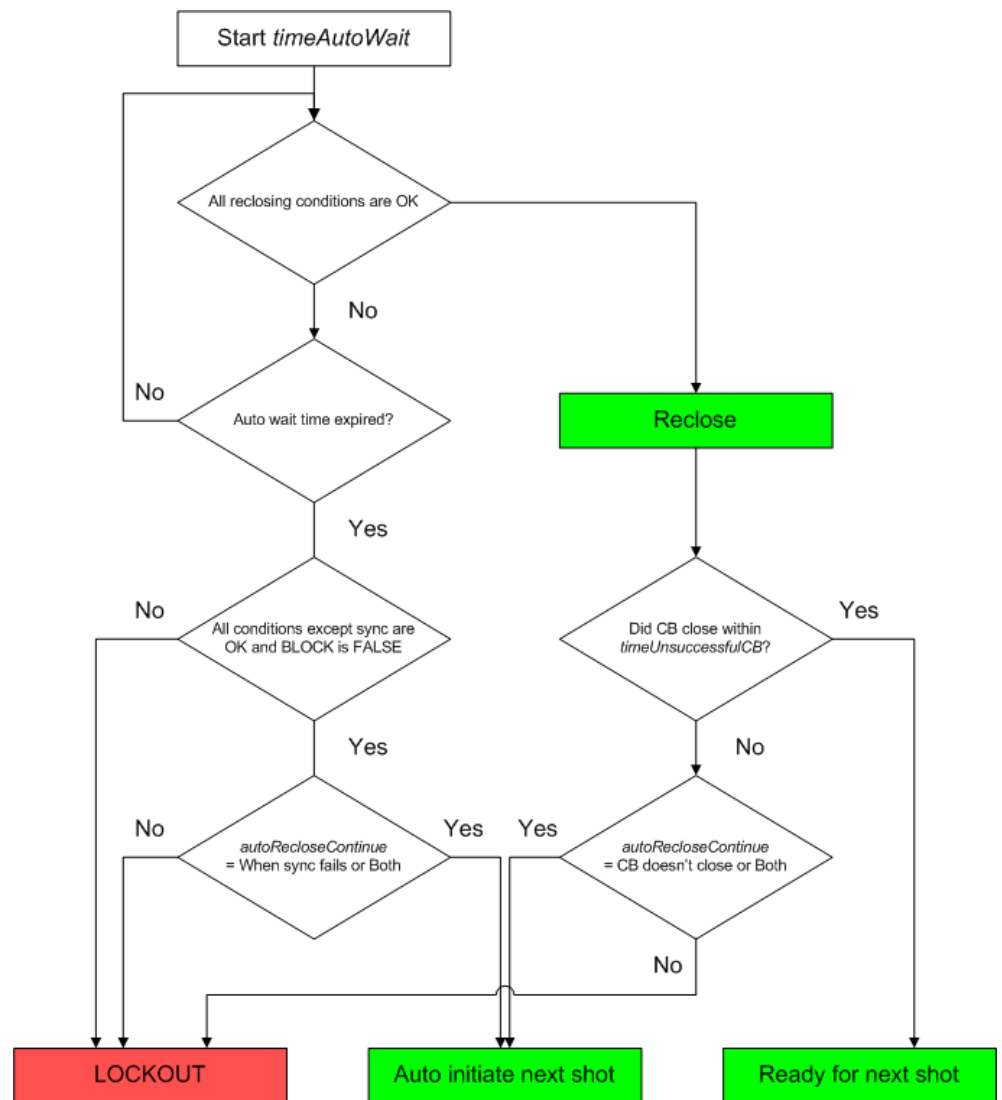 Start timeAutoWait
All reclosing conditions are OK
No
No
Auto wait time expired?
Reclose
Yes
No
All conditions except sync are
OK and BLOCK is FALSE
Did CB close within
timeUnsuccessfulCB?
Yes
Yes
No
No
autoRecloseContinue
= When sync fails or Both
Yes
Yes
autoRecloseContinue
= CB doesn't close or Both
No
LOCKOUT
Auto initiate next shot
Ready for next shot